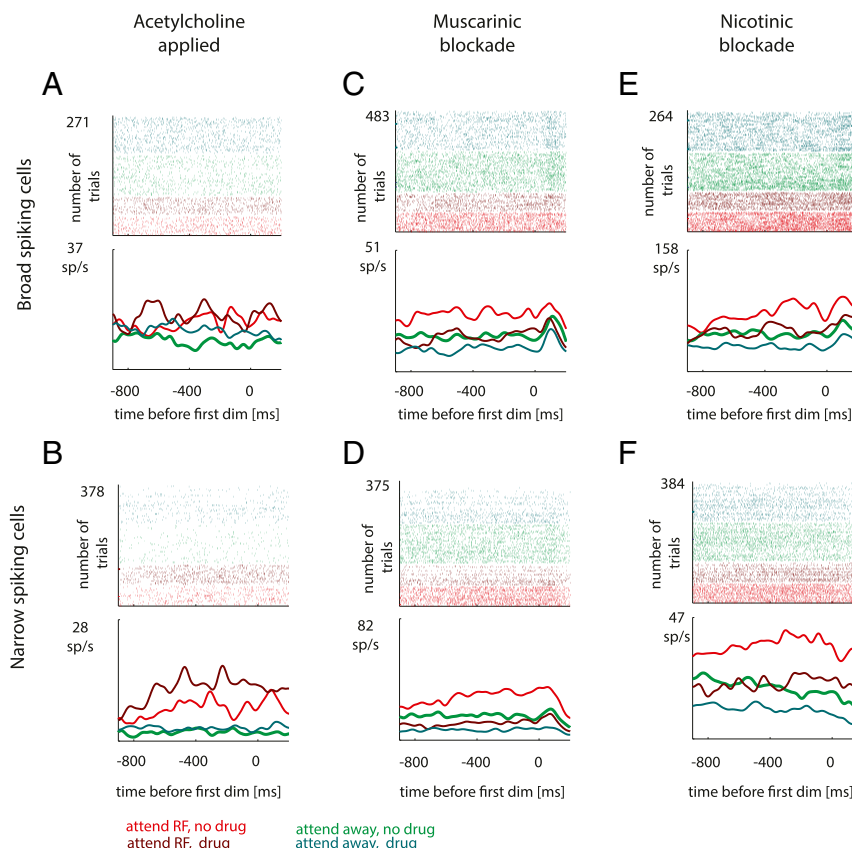 Acetylcholine
applied
Muscarinic
blockade
Nicotinic
blockade
Broad spiking cells
A
271
number of
trials
37
sp/s
-800 -400 0
time before first dim [ms]
C
483
number of
trials
51
sp/s
-800 -400 0
time before first dim [ms]
E
264
number of
trials
158
sp/s
-800 -400 0
time before first dim [ms]
Narrow spiking cells
B
378
number of
trials
28
sp/s
-400 0
time before first dim [ms]
D
375
number of
trials
82
sp/s
-800 -400 0
time before first dim [ms]
F
384
number of
trials
47
sp/s
-800 -400 0
time before first dim [ms]
attend RF, no drug
attend RF, drug
attend away, no drug
attend away, drug